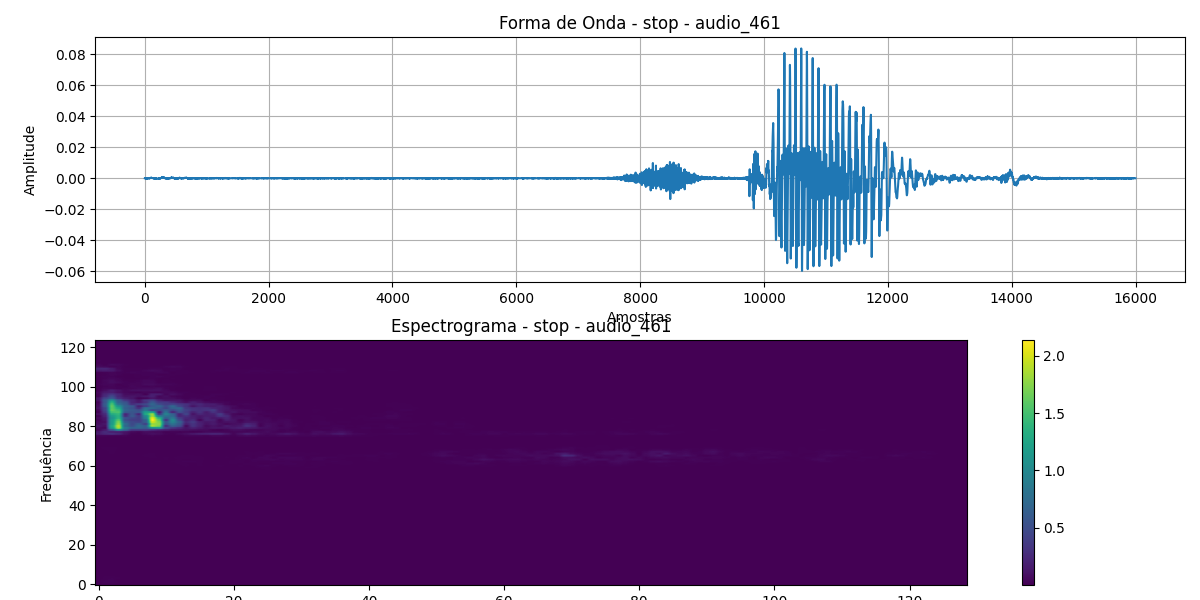 Forma de Onda - stop - audio_461
Amplitude
0.08
0.06
0.04
0.02
0.00
−0.02
−0.04
−0.06
0 2000 4000 6000 8000 10000 12000 14000 16000
Amostras
Espectrograma - stop - audio_461
Frequência
120
100
80
60
40
20
0
0 20 40 60 80 100 120
2.0
1.5
1.0
0.5